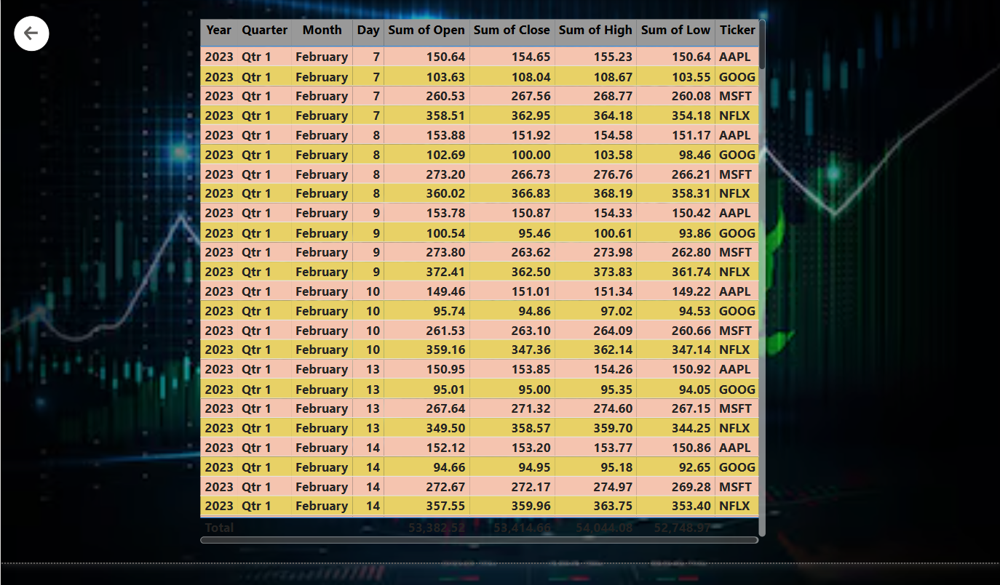 Year Quarter Month Day Sum of Open Sum of Close Sum of High Sum of Low Ticker
2023 Qtr 1 February 7 150.64 154.65 155.23 150.64 AAPL
2023 Qtr 1 February 7 103.63 108.04 108.67 103.55 GOOG
2023 Qtr 1 February 7 260.53 267.56 268.77 260.08 MSFT
2023 Qtr 1 February 7 358.51 362.95 364.18 354.18 NFLX
2023 Qtr 1 February 8 153.88 151.92 154.58 151.17 AAPL
2023 Qtr 1 February 8 102.69 100.00 103.58 98.46 GOOG
2023 Qtr 1 February 8 273.20 266.73 276.76 266.21 MSFT
2023 Qtr 1 February 8 360.02 366.83 368.19 358.31 NFLX
2023 Qtr 1 February 9 153.78 150.87 154.33 150.42 AAPL
2023 Qtr 1 February 9 100.54 95.46 100.61 93.86 GOOG
2023 Qtr 1 February 9 273.80 263.62 273.98 262.80 MSFT
2023 Qtr 1 February 9 372.41 362.50 373.83 361.74 NFLX
2023 Qtr 1 February 10 149.46 151.01 151.34 149.22 AAPL
2023 Qtr 1 February 10 95.74 94.86 97.02 94.53 GOOG
2023 Qtr 1 February 10 261.53 263.10 264.09 260.66 MSFT
2023 Qtr 1 February 10 359.16 347.36 362.14 347.14 NFLX
2023 Qtr 1 February 13 150.95 153.85 154.26 150.92 AAPL
2023 Qtr 1 February 13 95.01 95.00 95.35 94.05 GOOG
2023 Qtr 1 February 13 267.64 271.32 274.60 267.15 MSFT
2023 Qtr 1 February 13 349.50 358.57 359.70 344.25 NFLX
2023 Qtr 1 February 14 152.12 153.20 153.77 150.86 AAPL
2023 Qtr 1 February 14 94.66 94.95 95.18 92.65 GOOG
2023 Qtr 1 February 14 272.67 272.17 274.97 269.28 MSFT
2023 Qtr 1 February 14 357.55 359.96 363.75 353.40 NFLX
Total 53,382.52 53,414.66 54,044.08 52,748.97